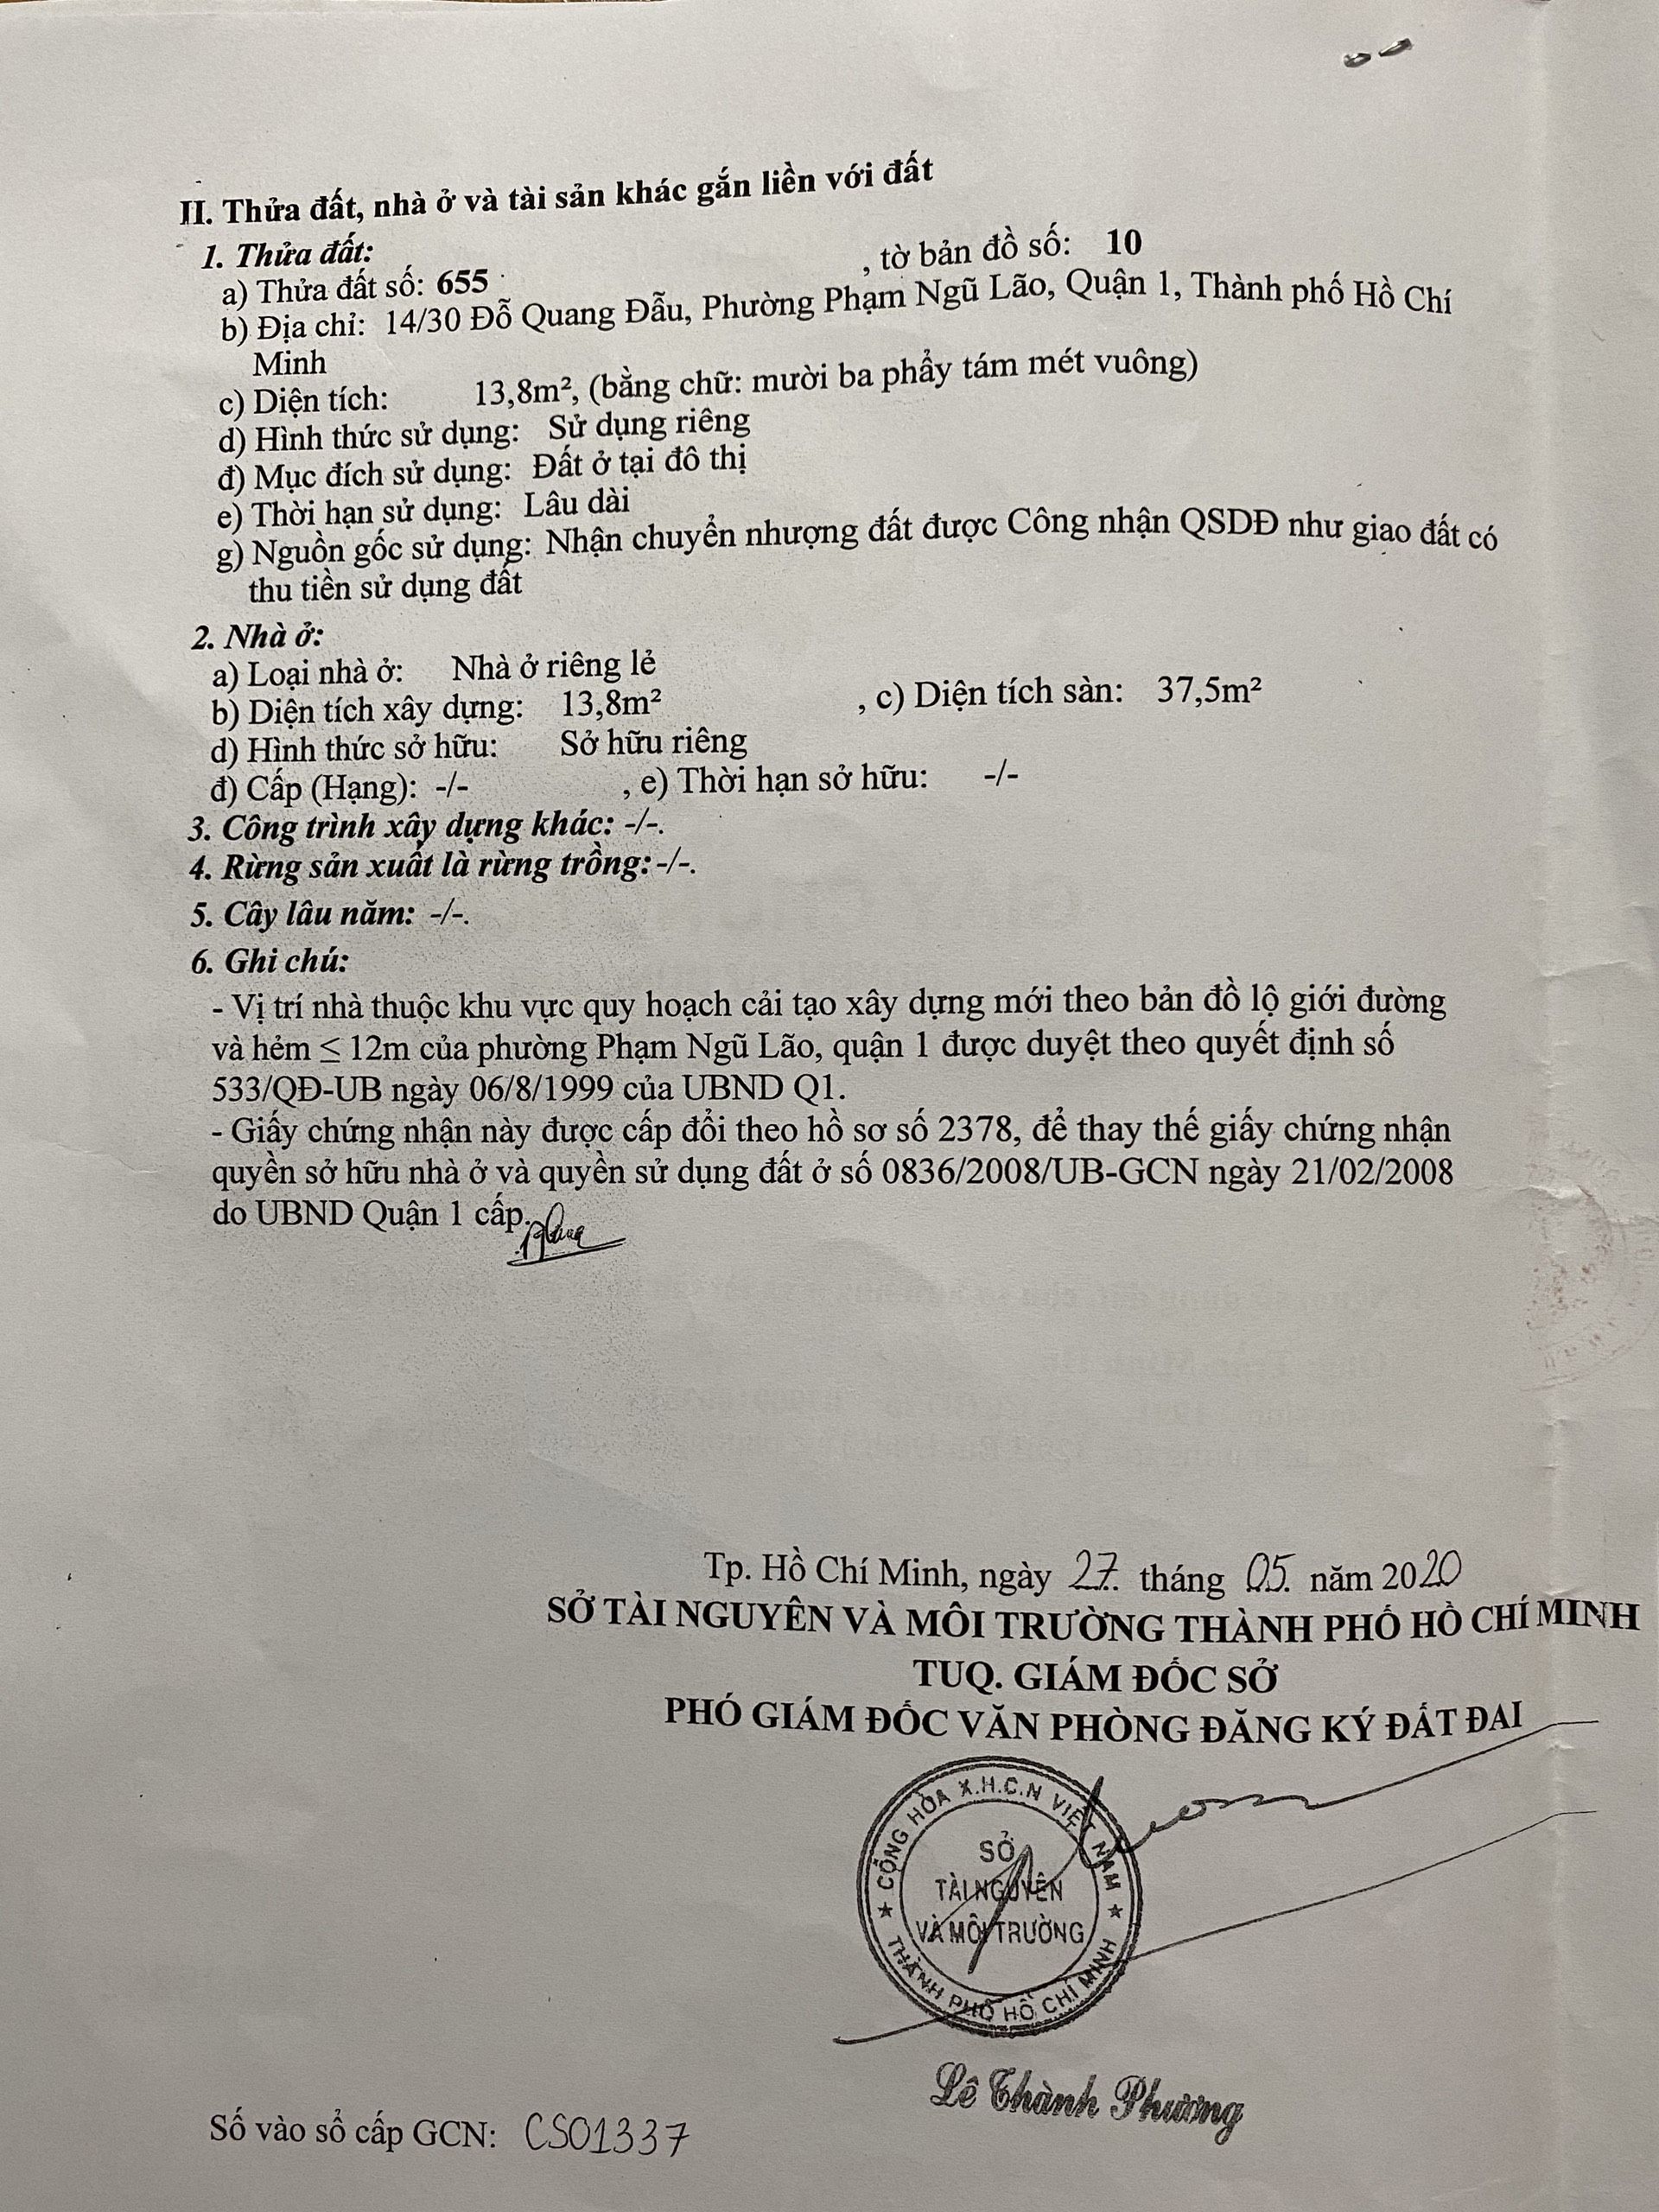 II. Thửa đất, nhà ở và tài sản khác gắn liền với đất
1. Thửa đất:
a) Thửa đất số: 655 , tờ bản đồ số: 10
b) Địa chỉ: 14/30 Đỗ Quang Đẩu, Phường Phạm Ngũ Lão, Quận 1, Thành phố Hồ Chí
Minh
c) Diện tích: 13,8m², (bằng chữ: mười ba phẩy tám mét vuông)
d) Hình thức sử dụng: Sử dụng riêng
đ) Mục đích sử dụng: Đất ở tại đô thị
e) Thời hạn sử dụng: Lâu dài
g) Nguồn gốc sử dụng: Nhận chuyển nhượng đất được Công nhận QSDĐ như giao đất có
thu tiền sử dụng đất
2. Nhà ở:
a) Loại nhà ở: Nhà ở riêng lẻ
b) Diện tích xây dựng: 13,8m² , c) Diện tích sàn: 37,5m²
d) Hình thức sở hữu: Sở hữu riêng
đ) Cấp (Hạng): -/- , e) Thời hạn sở hữu: -/-
3. Công trình xây dựng khác: -/-.
4. Rừng sản xuất là rừng trồng:-/-.
5. Cây lâu năm: -/-.
6. Ghi chú:
- Vị trí nhà thuộc khu vực quy hoạch cải tạo xây dựng mới theo bản đồ lộ giới đường
và hẻm ≤ 12m của phường Phạm Ngũ Lão, quận 1 được duyệt theo quyết định số
533/QĐ-UB ngày 06/8/1999 của UBND Q1.
- Giấy chứng nhận này được cấp đổi theo hồ sơ số 2378, để thay thế giấy chứng nhận
quyền sở hữu nhà ở và quyền sử dụng đất ở số 0836/2008/UB-GCN ngày 21/02/2008
do UBND Quận 1 cấp.
Tp. Hồ Chí Minh, ngày 27 tháng 05 năm 2020
SỞ TÀI NGUYÊN VÀ MÔI TRƯỜNG THÀNH PHỐ HỒ CHÍ MINH
TUQ. GIÁM ĐỐC SỞ
PHÓ GIÁM ĐỐC VĂN PHÒNG ĐĂNG KÝ ĐẤT ĐAI
CỘNG HÒA X.H.C.N VIỆT NAM
SỞ
TÀI NGUYÊN
VÀ MÔI TRƯỜNG
THÀNH PHỐ HỒ CHÍ MINH
Lê Thành Phương
Số vào sổ cấp GCN: CS01337